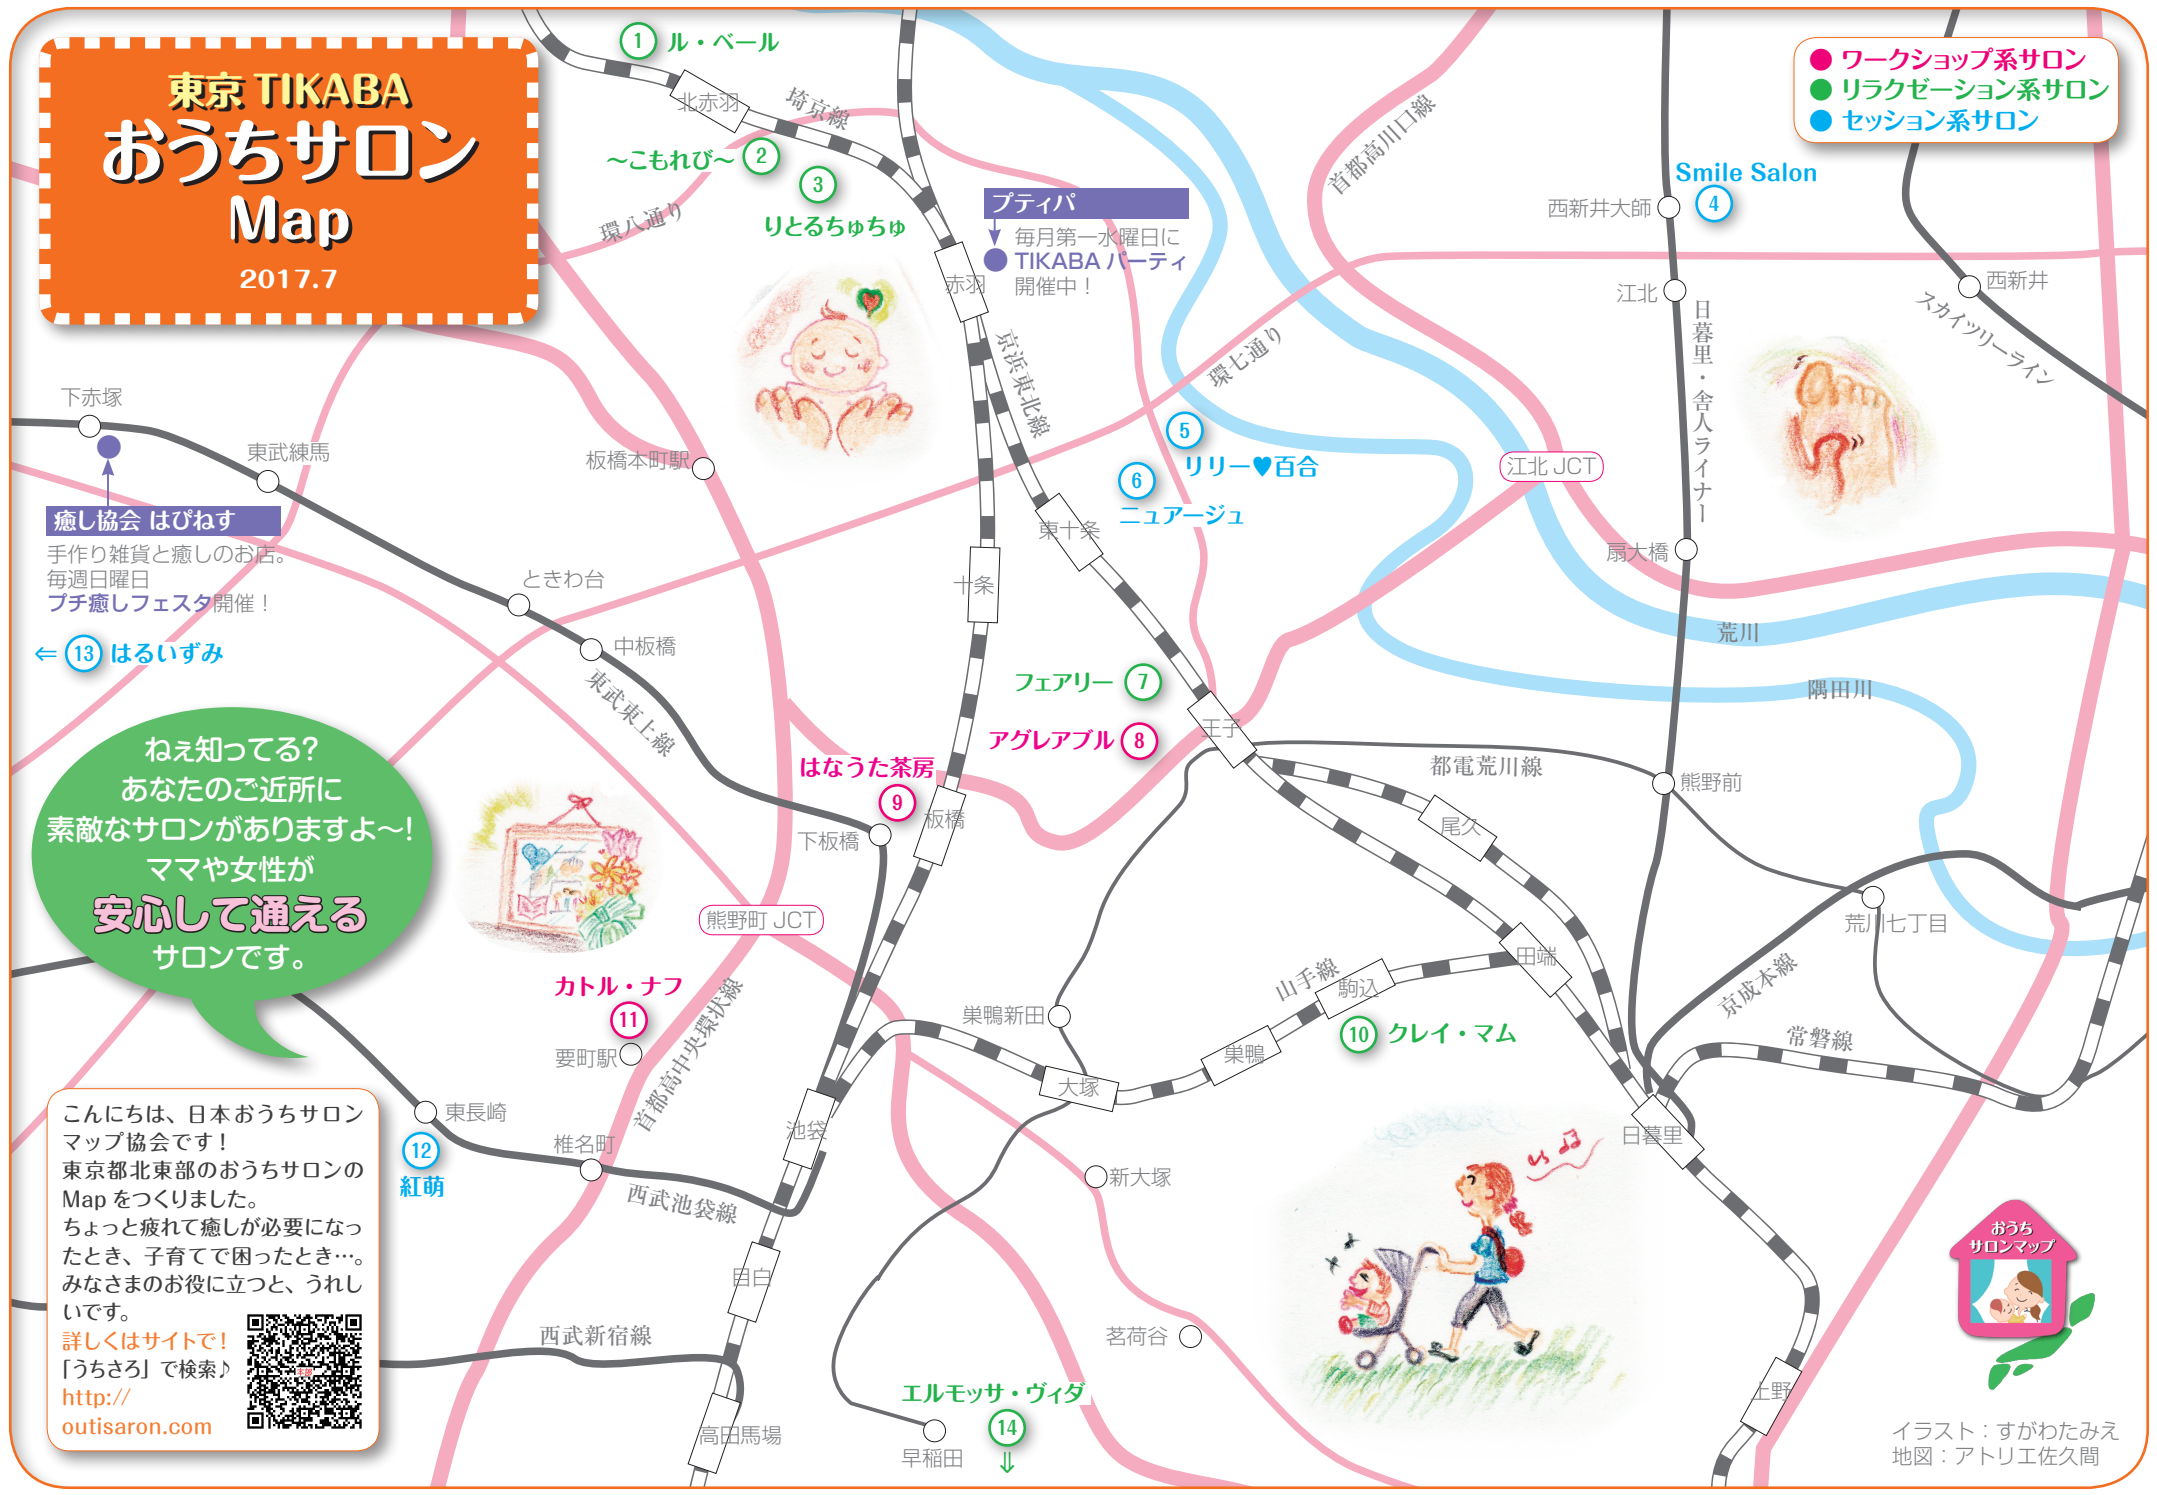 東京 TIKABA
おうちサロン
Map
2017.7
ワークショップ系サロン
リラクゼーション系サロン
セッション系サロン
1 ル・ベール
北赤羽
埼京線
～こもれび～ 2
3
りとるちゅちゅ
環八通り
プティパ
毎月第一水曜日に
TIKABA パーティ
開催中！
赤羽
京浜東北線
環七通り
首都高川口線
Smile Salon
4
西新井大師
江北
日暮里・舎人ライナー
西新井
スカイツリーライン
下赤塚
東武練馬
癒し協会 はぴねす
手作り雑貨と癒しのお店。
毎週日曜日
プチ癒しフェスタ開催！
⇐ 13 はるいずみ
板橋本町駅
ときわ台
中板橋
東武東上線
5
リリー♥百合
6
ニュアージュ
東十条
十条
江北 JCT
扇大橋
荒川
隅田川
フェアリー 7
アグレアブル 8
王子
はなうた茶房
9
板橋
下板橋
都電荒川線
熊野前
尾久
荒川七丁目
田端
ねぇ知ってる?
あなたのご近所に
素敵なサロンがありますよ～!
ママや女性が
安心して通える
サロンです。
熊野町 JCT
カトル・ナフ
11
要町駅
首都高中央環状線
巣鴨新田
山手線
駒込
巣鴨
10 クレイ・マム
大塚
京成本線
常磐線
日暮里
東長崎
12
紅萌
椎名町
西武池袋線
池袋
新大塚
目白
西武新宿線
茗荷谷
高田馬場
早稲田
エルモッサ・ヴィダ
14
⇓
上野
こんにちは、日本おうちサロン
マップ協会です！
東京都北東部のおうちサロンの
Map をつくりました。
ちょっと疲れて癒しが必要になっ
たとき、子育てで困ったとき…。
みなさまのお役に立つと、うれし
いです。
詳しくはサイトで！
「うちさろ」で検索♪
http://
outisaron.com
おうち
サロンマップ
イラスト：すがわたみえ
地図：アトリエ佐久間